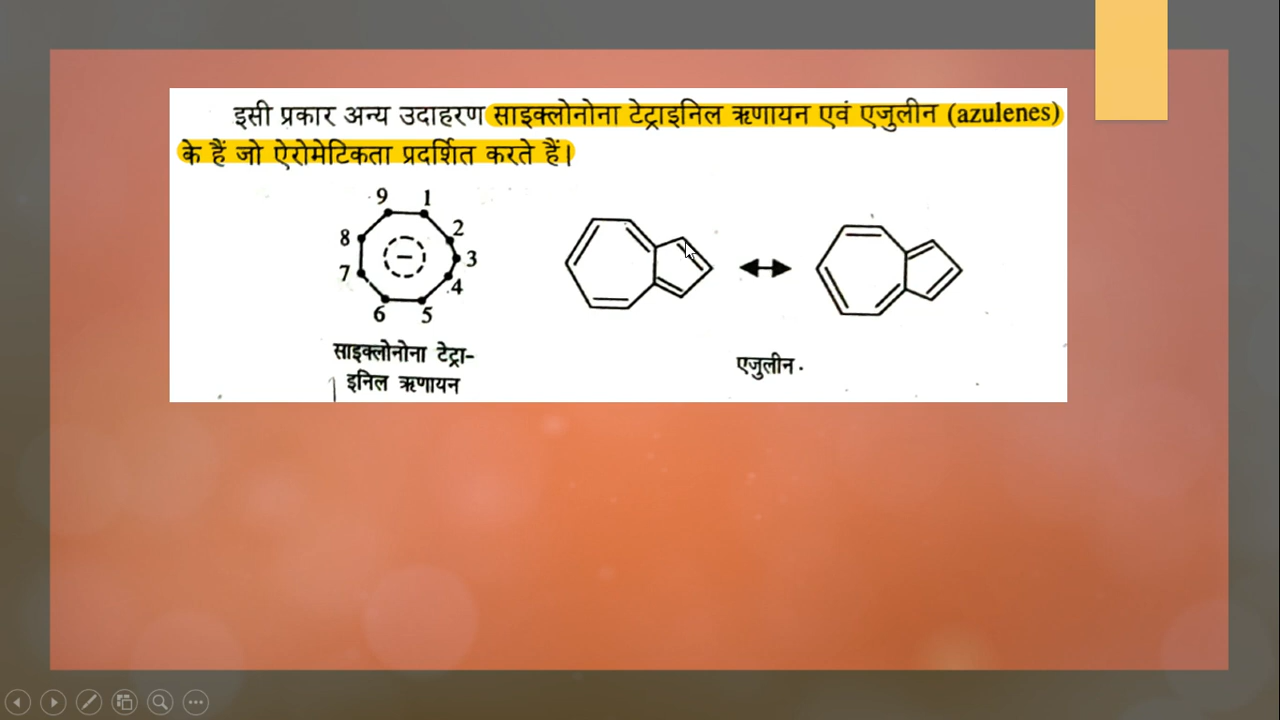 इसी प्रकार अन्य उदाहरण साइक्लोनोना टेट्राइनिल ऋणायन एवं एजुलीन (azulenes)
के हैं जो ऐरोमेटिकता प्रदर्शित करते हैं।
9 1
8 2
3
7 4
6 5
साइक्लोनोना टेट्रा-
इनिल ऋणायन
एजुलीन